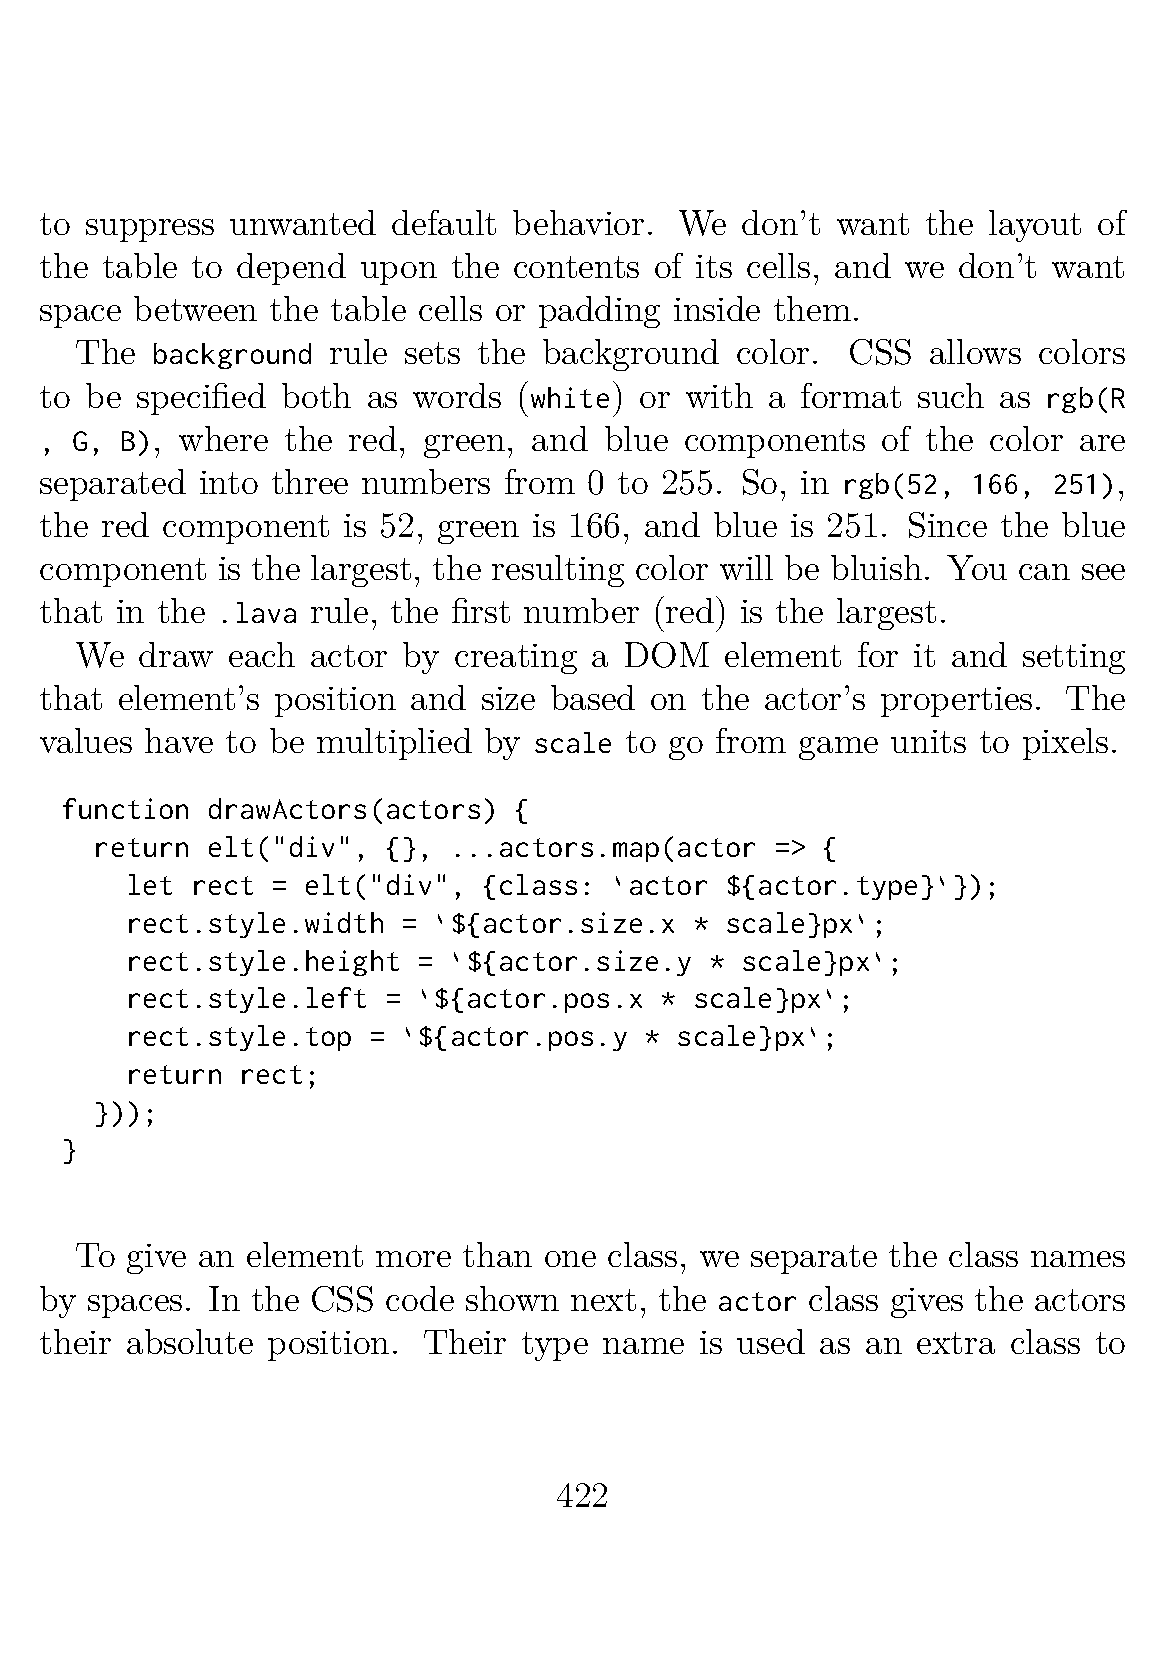 to suppress unwanted default behavior. We don't want the layout of
the table to depend upon the contents of its cells, and we don't want
space between the table cells or padding inside them.
The background rule sets the background color. CSS allows colors
to be specified both as words (white) or with a format such as rgb(R
, G, B), where the red, green, and blue components of the color are
separated into three numbers from 0 to 255. So, in rgb(52, 166, 251),
the red component is 52, green is 166, and blue is 251. Since the blue
component is the largest, the resulting color will be bluish. You can see
that in the .lava rule, the first number (red) is the largest.
We draw each actor by creating a DOM element for it and setting
that element's position and size based on the actor's properties. The
values have to be multiplied by scale to go from game units to pixels.
function drawActors(actors) {
  return elt("div", {}, ...actors.map(actor => {
    let rect = elt("div", {class: `actor ${actor.type}`});
    rect.style.width = `${actor.size.x * scale}px`;
    rect.style.height = `${actor.size.y * scale}px`;
    rect.style.left = `${actor.pos.x * scale}px`;
    rect.style.top = `${actor.pos.y * scale}px`;
    return rect;
  }));
}
To give an element more than one class, we separate the class names
by spaces. In the CSS code shown next, the actor class gives the actors
their absolute position. Their type name is used as an extra class to
422